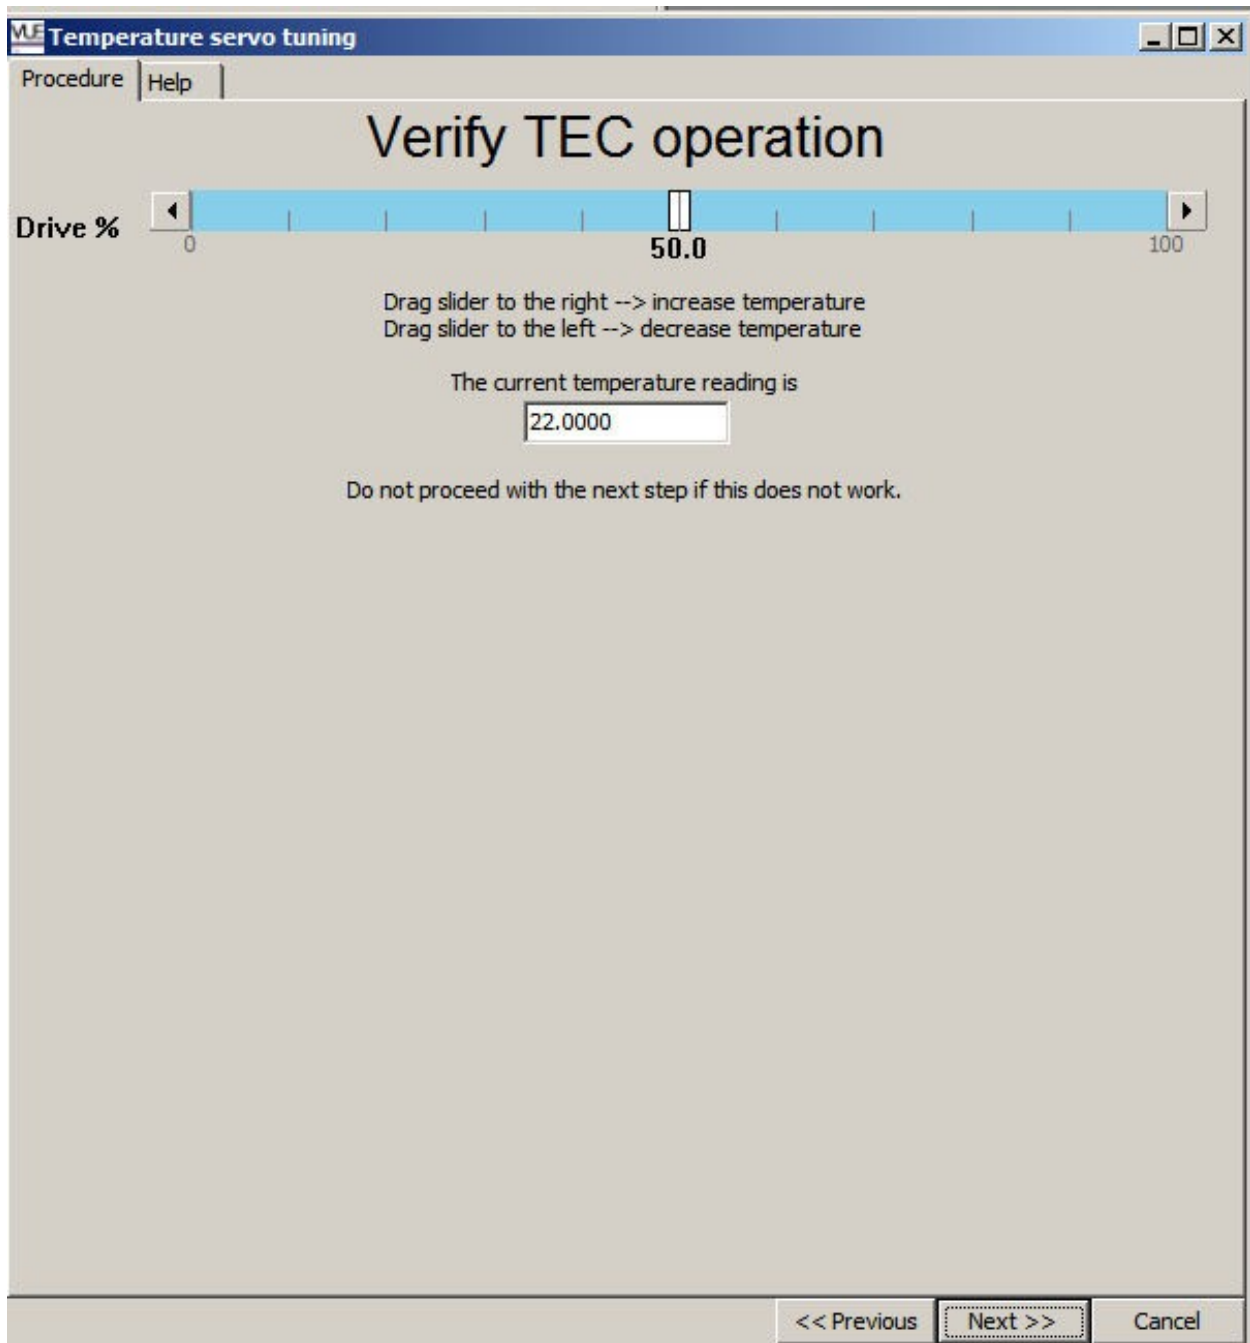 VUE Temperature servo tuning
Procedure Help
Verify TEC operation
Drive %
0 50.0 100
Drag slider to the right --> increase temperature
Drag slider to the left --> decrease temperature
The current temperature reading is
22.0000
Do not proceed with the next step if this does not work.
<< Previous Next >> Cancel